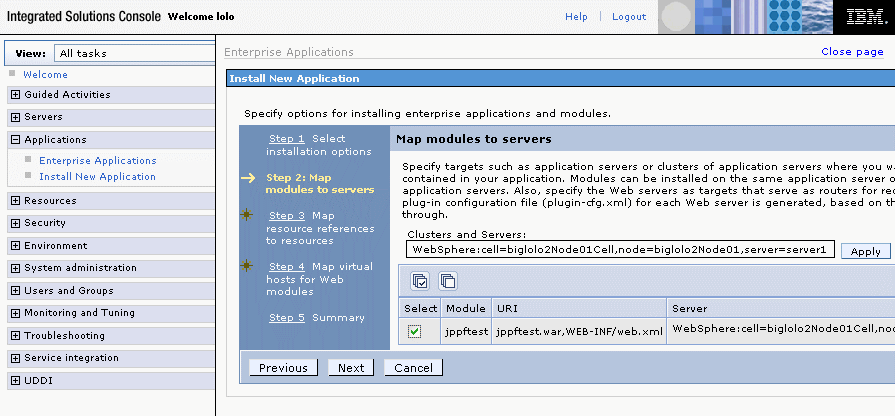 Integrated Solutions Console Welcome lolo
Help | Logout
IBM.
View: All tasks
Welcome
Guided Activities
Servers
Applications
Enterprise Applications
Install New Application
Resources
Security
Environment
System administration
Users and Groups
Monitoring and Tuning
Troubleshooting
Service integration
UDDI
Enterprise Applications
Close page
Install New Application
Specify options for installing enterprise applications and modules.
Step 1 Select
installation options
Step 2: Map
modules to servers
Step 3 Map
resource references
to resources
Step 4 Map virtual
hosts for Web
modules
Step 5 Summary
Map modules to servers
Specify targets such as application servers or clusters of application servers where you wa
contained in your application. Modules can be installed on the same application server o
application servers. Also, specify the Web servers as targets that serve as routers for rec
plug-in configuration file (plugin-cfg.xml) for each Web server is generated, based on th
through.
Clusters and Servers:
WebSphere:cell=biglolo2Node01Cell,node=biglolo2Node01,server=server1
Apply
Select Module URI Server
jppftest jppftest.war,WEB-INF/web.xml WebSphere:cell=biglolo2Node01Cell,nod
Previous Next Cancel